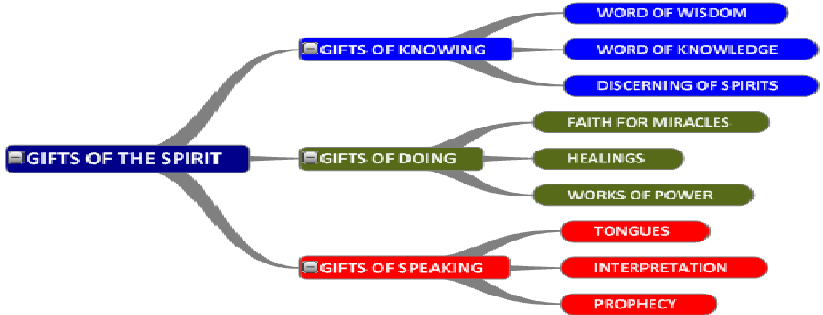 GIFTS OF THE SPIRIT
GIFTS OF KNOWING
WORD OF WISDOM
WORD OF KNOWLEDGE
DISCERNING OF SPIRITS
GIFTS OF DOING
FAITH FOR MIRACLES
HEALINGS
WORKS OF POWER
GIFTS OF SPEAKING
TONGUES
INTERPRETATION
PROPHECY